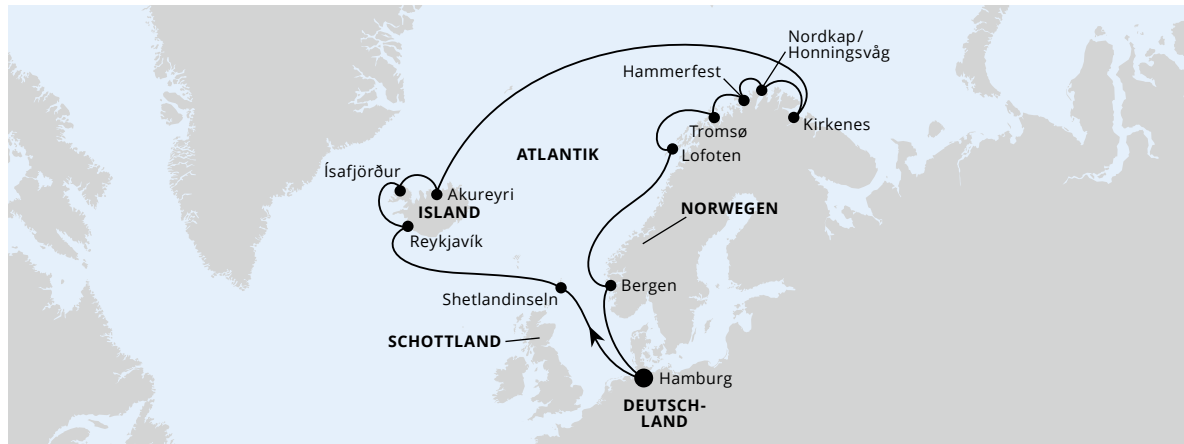 Nordkap/
Honningsvåg
Hammerfest
Kirkenes
Tromsø
ATLANTIK
Lofoten
Ísafjörður
Akureyri
ISLAND
NORWEGEN
Reykjavík
Bergen
Shetlandinseln
SCHOTTLAND
Hamburg
DEUTSCH-
LAND